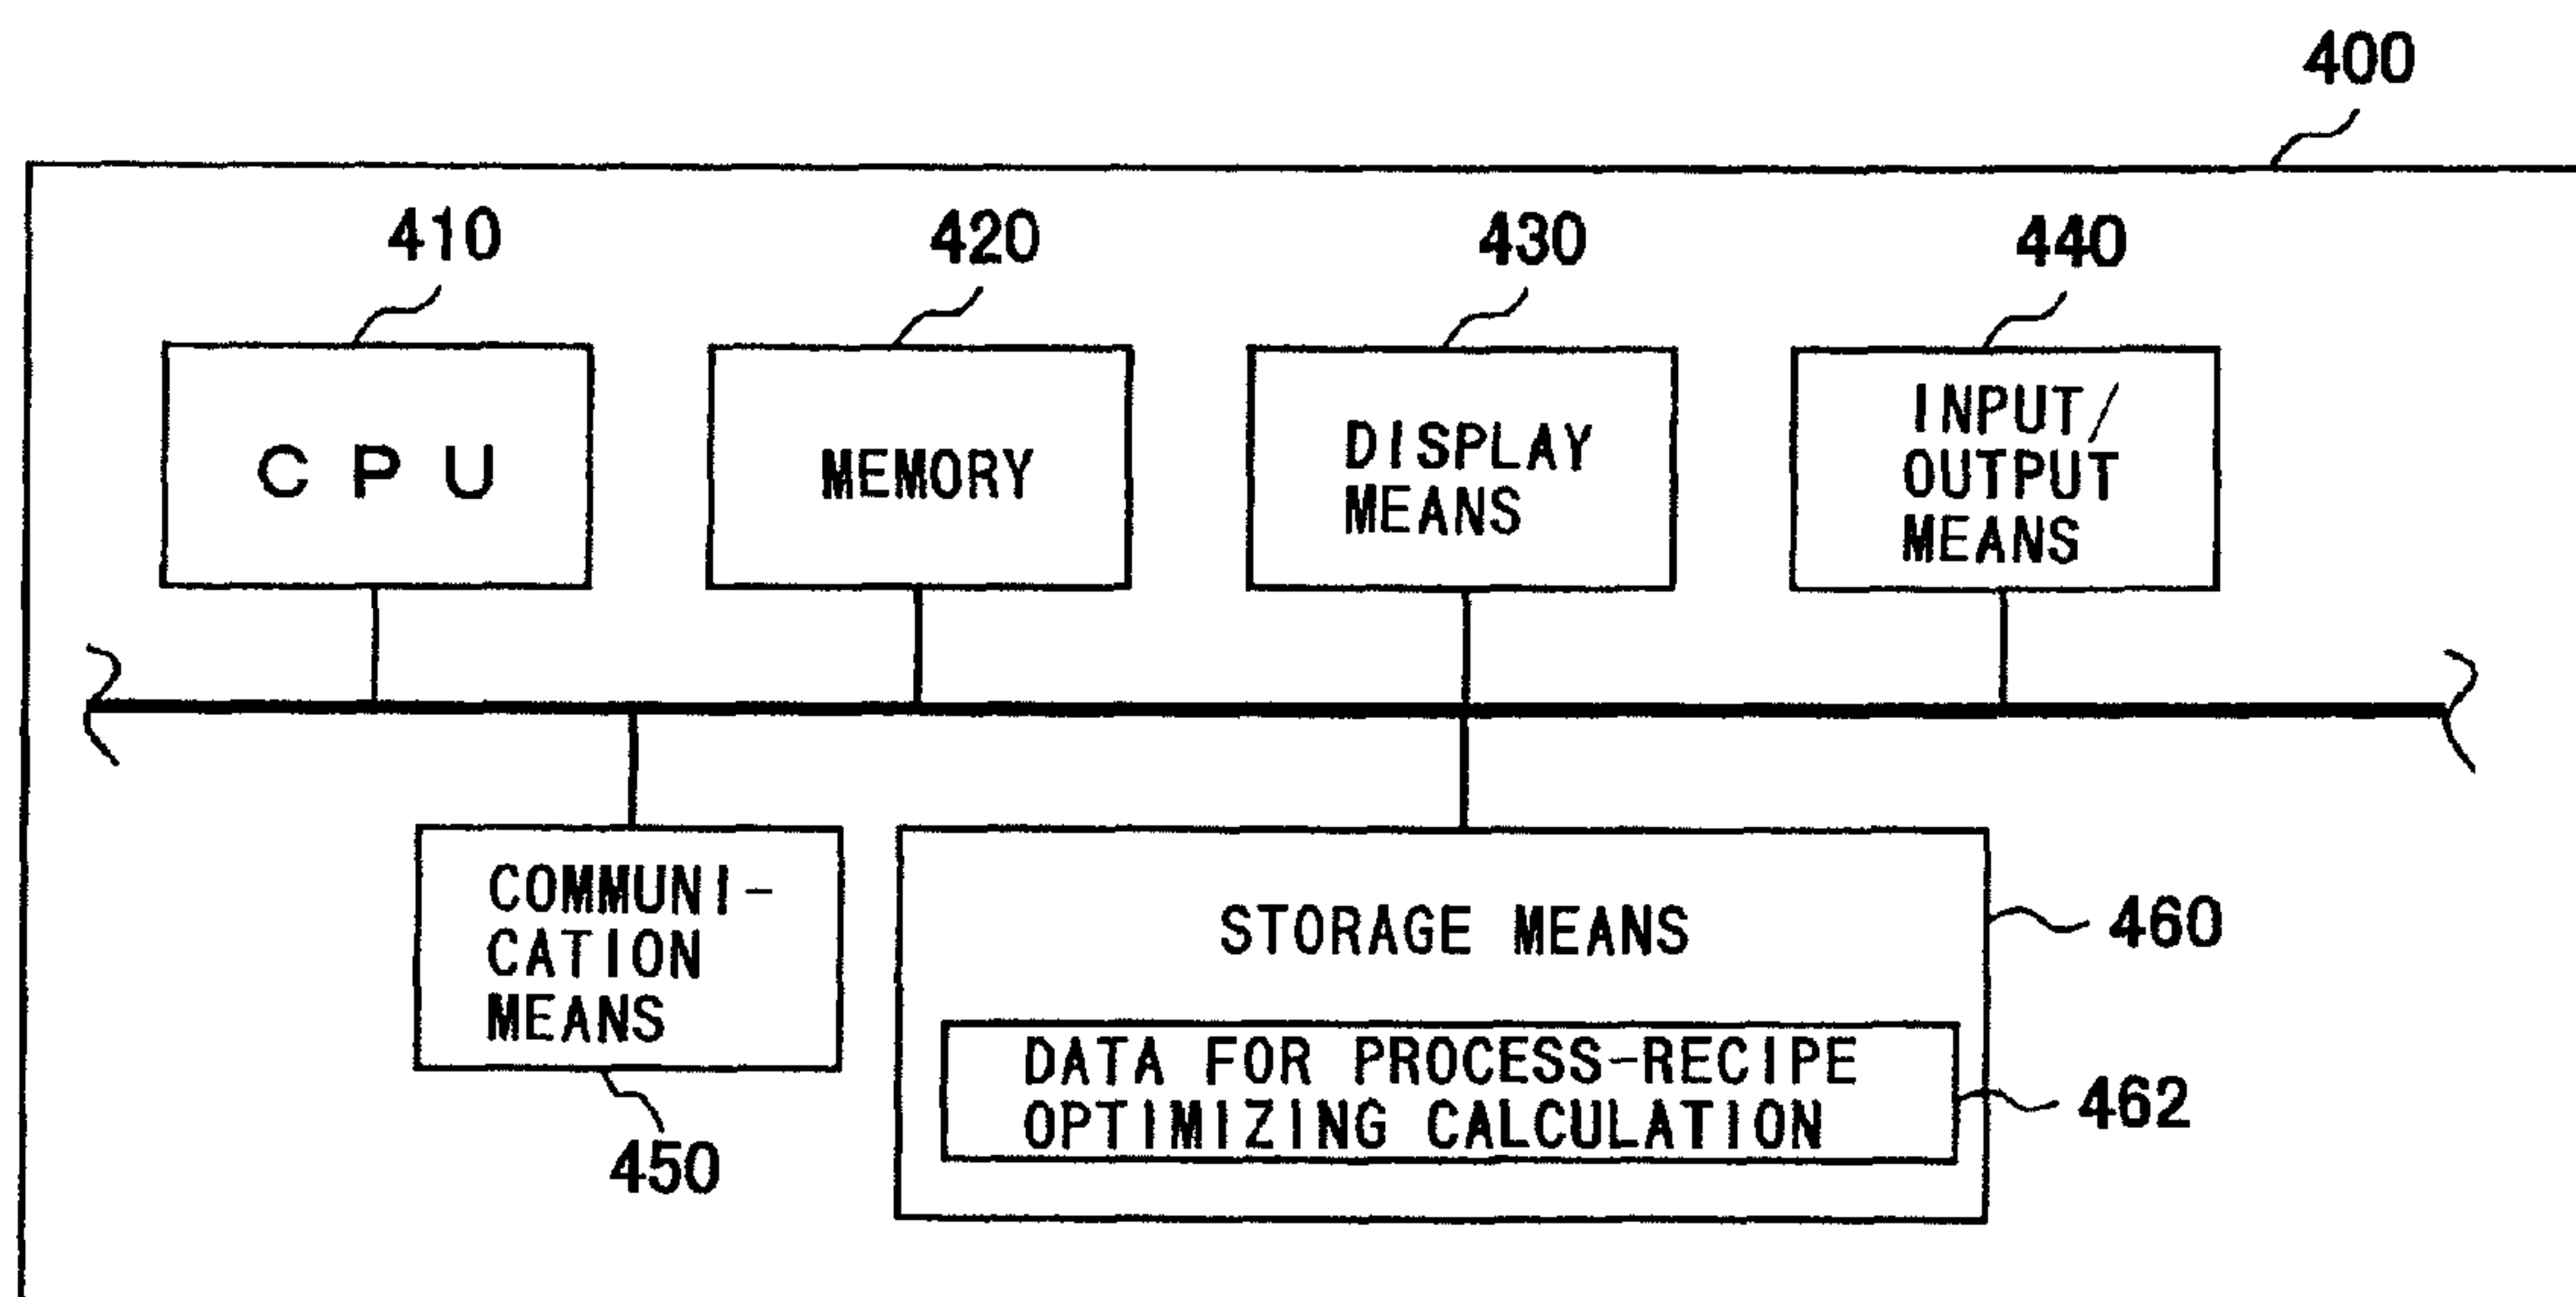 400
410
420
430
440
C P U
MEMORY
DISPLAY
MEANS
INPUT/
OUTPUT
MEANS
COMMUNI-
CATION
MEANS
450
STORAGE MEANS
460
DATA FOR PROCESS-RECIPE
OPTIMIZING CALCULATION
462